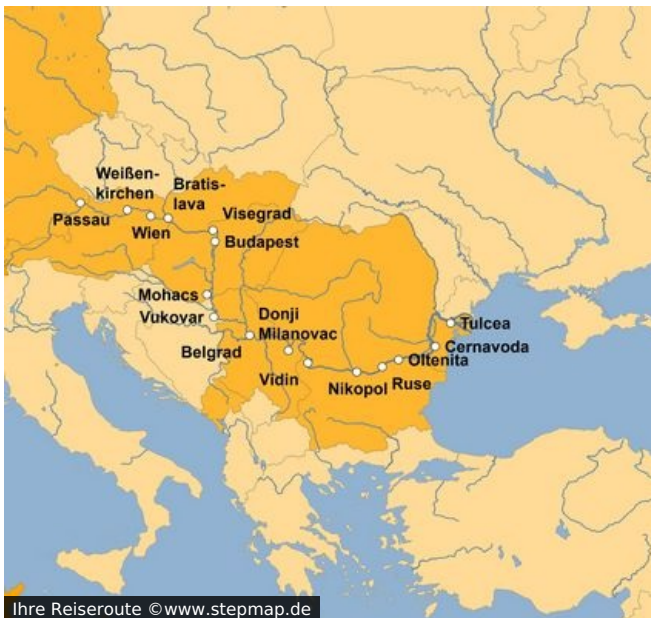 Weißen-
kirchen
Bratis-
lava
Passau
Wien
Visegrad
Budapest
Mohacs
Vukovar
Donji
Milanovac
Belgrad
Vidin
Nikopol
Ruse
Oltenita
Cernavoda
Tulcea
Ihre Reiseroute ©www.stepmap.de